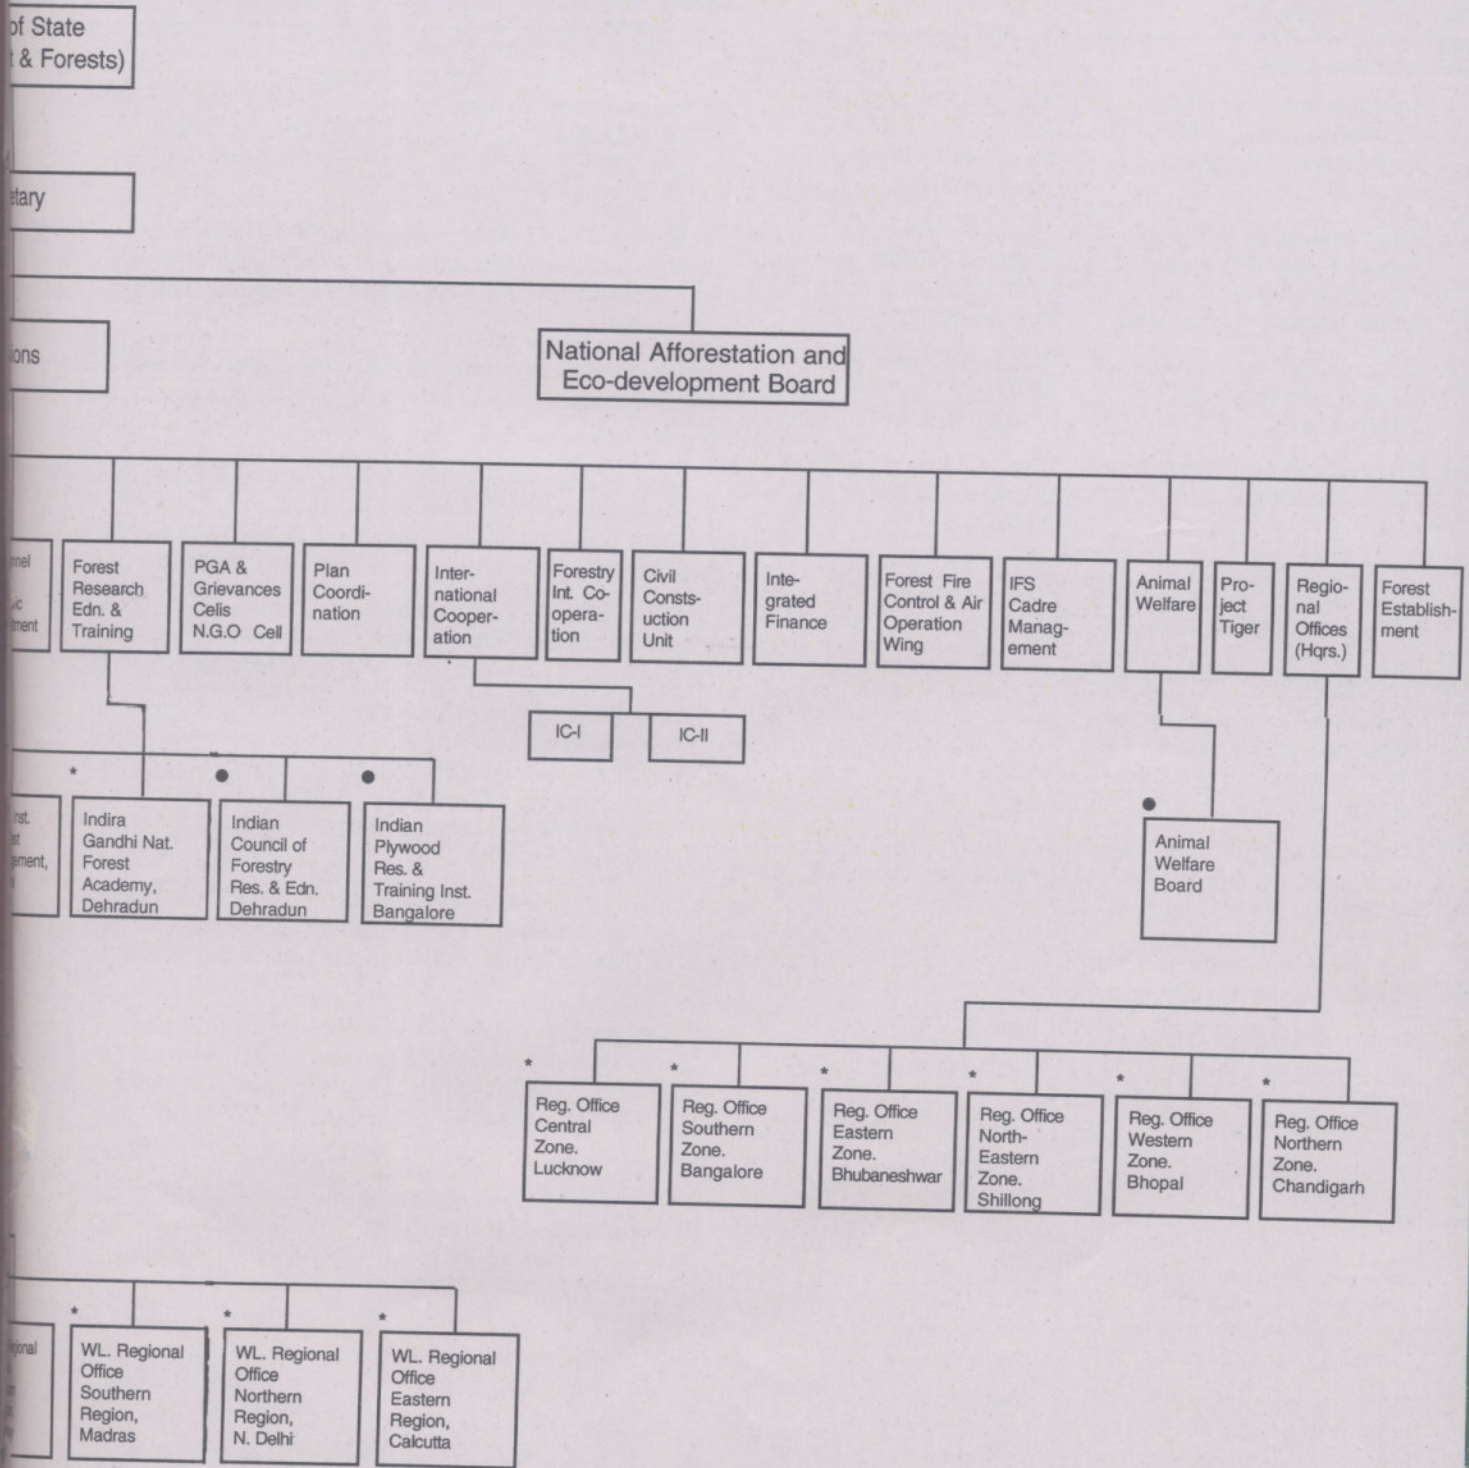 of State
& Forests)
etary
ions
National Afforestation and
Eco-development Board
Forest
Research
Edn. &
Training
PGA &
Grievances
Celis
N.G.O Cell
Plan
Coordi-
nation
Inter-
national
Cooper-
ation
Forestry
Int. Co-
opera-
tion
Civil
Consts-
uction
Unit
Inte-
grated
Finance
Forest Fire
Control & Air
Operation
Wing
IFS
Cadre
Manag-
ement
Animal
Welfare
Pro-
ject
Tiger
Regio-
nal
Offices
(Hqrs.)
Forest
Establish-
ment
IC-I
IC-II
*
Indira
Gandhi Nat.
Forest
Academy,
Dehradun
●
Indian
Council of
Forestry
Res. & Edn.
Dehradun
●
Indian
Plywood
Res. &
Training Inst.
Bangalore
●
Animal
Welfare
Board
*
Reg. Office
Central
Zone.
Lucknow
*
Reg. Office
Southern
Zone.
Bangalore
*
Reg. Office
Eastern
Zone.
Bhubaneshwar
*
Reg. Office
North-
Eastern
Zone.
Shillong
*
Reg. Office
Western
Zone.
Bhopal
*
Reg. Office
Northern
Zone.
Chandigarh
*
WL. Regional
Office
Southern
Region,
Madras
*
WL. Regional
Office
Northern
Region,
N. Delhi
*
WL. Regional
Office
Eastern
Region,
Calcutta